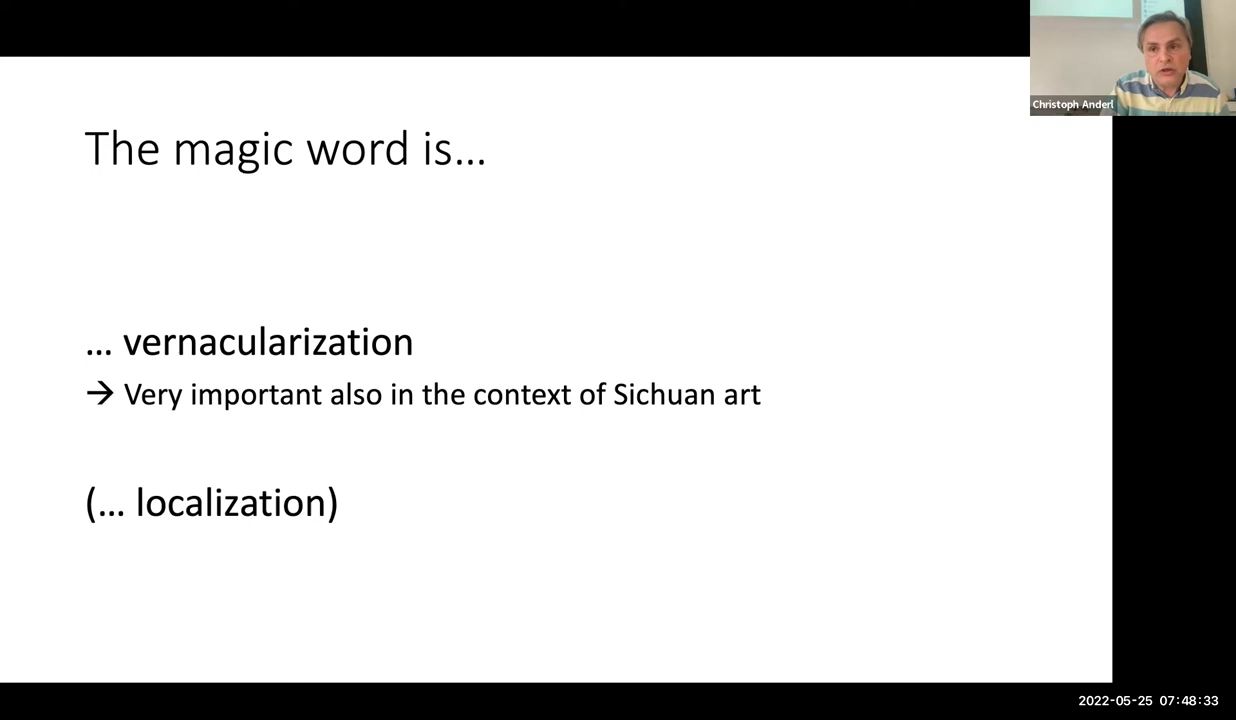 The magic word is…
… vernacularization
→ Very important also in the context of Sichuan art
(… localization)
Christoph Anderl
2022-05-25 07:48:33